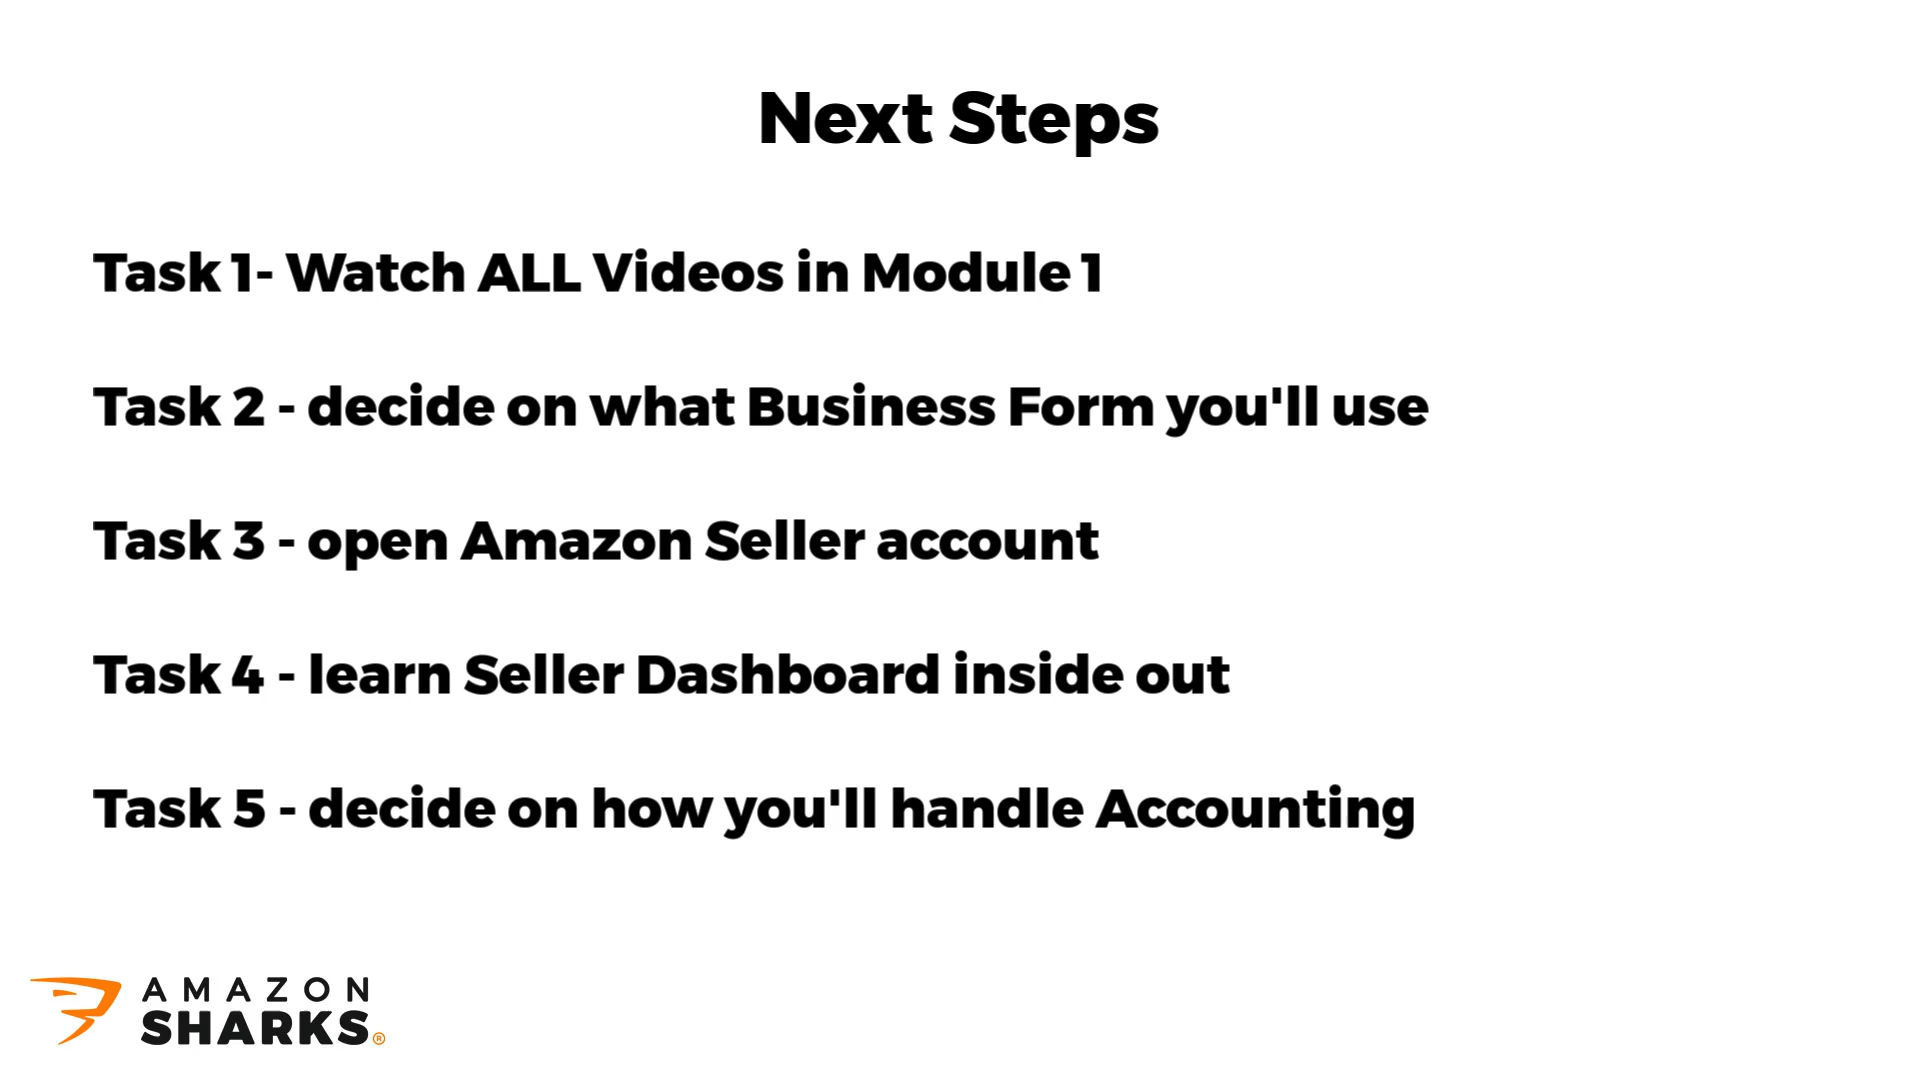 Next Steps
Task 1- Watch ALL Videos in Module 1
Task 2 - decide on what Business Form you'll use
Task 3 - open Amazon Seller account
Task 4 - learn Seller Dashboard inside out
Task 5 - decide on how you'll handle Accounting
AMAZON
SHARKS®